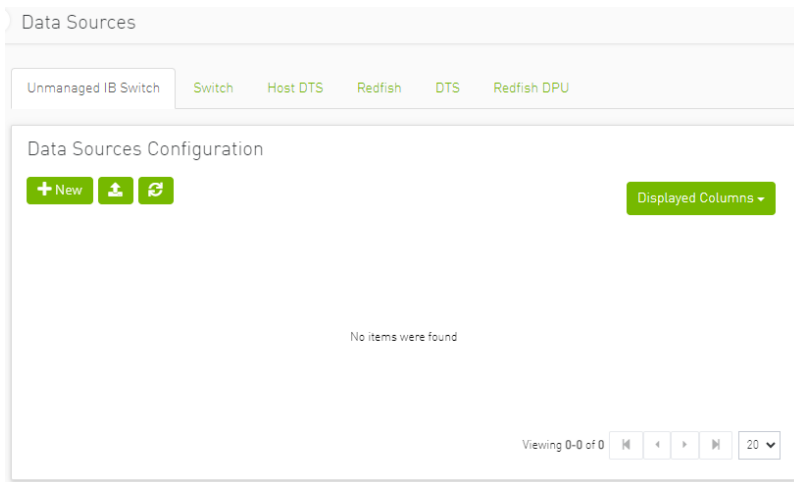 Data Sources
Unmanaged IB Switch Switch Host DTS Redfish DTS Redfish DPU
Data Sources Configuration
New
Displayed Columns
No items were found
Viewing 0-0 of 0 20